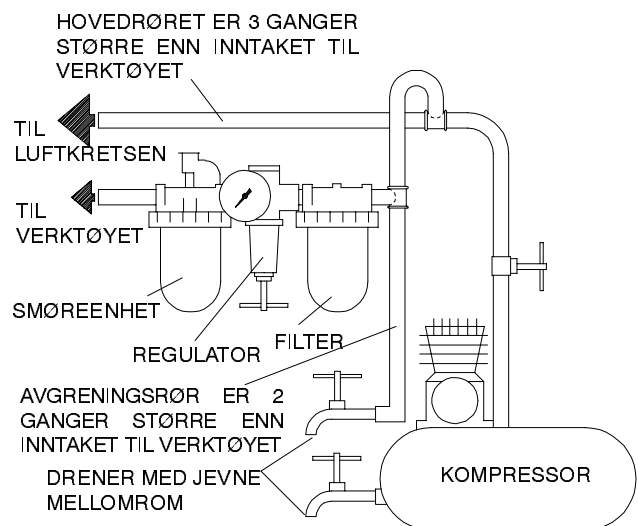 HOVEDRØRET ER 3 GANGER
STØRRE ENN INNTAKET TIL
VERKTØYET
TIL
LUFTKRETSEN
TIL
VERKTØYET
SMØREENHET
REGULATOR
FILTER
AVGRENINGSRØR ER 2
GANGER STØRRE ENN
INNTAKET TIL VERKTØYET
DRENER MED JEVNE
MELLOMROM
KOMPRESSOR